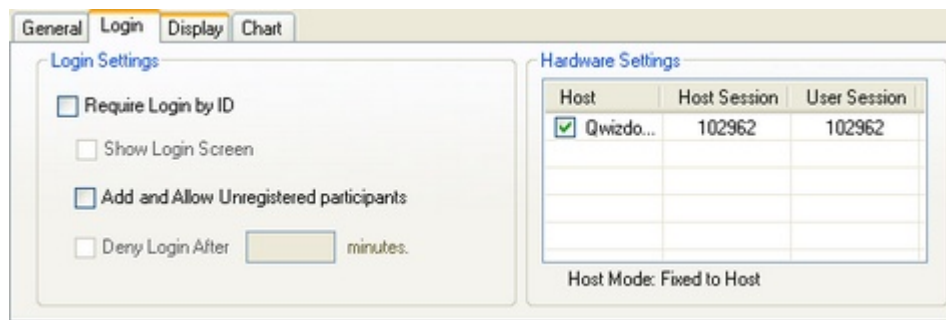 General Login Display Chart
Login Settings
Require Login by ID
Show Login Screen
Add and Allow Unregistered participants
Deny Login After minutes.
Hardware Settings
Host Host Session User Session
Qwizdo... 102962 102962
Host Mode: Fixed to Host